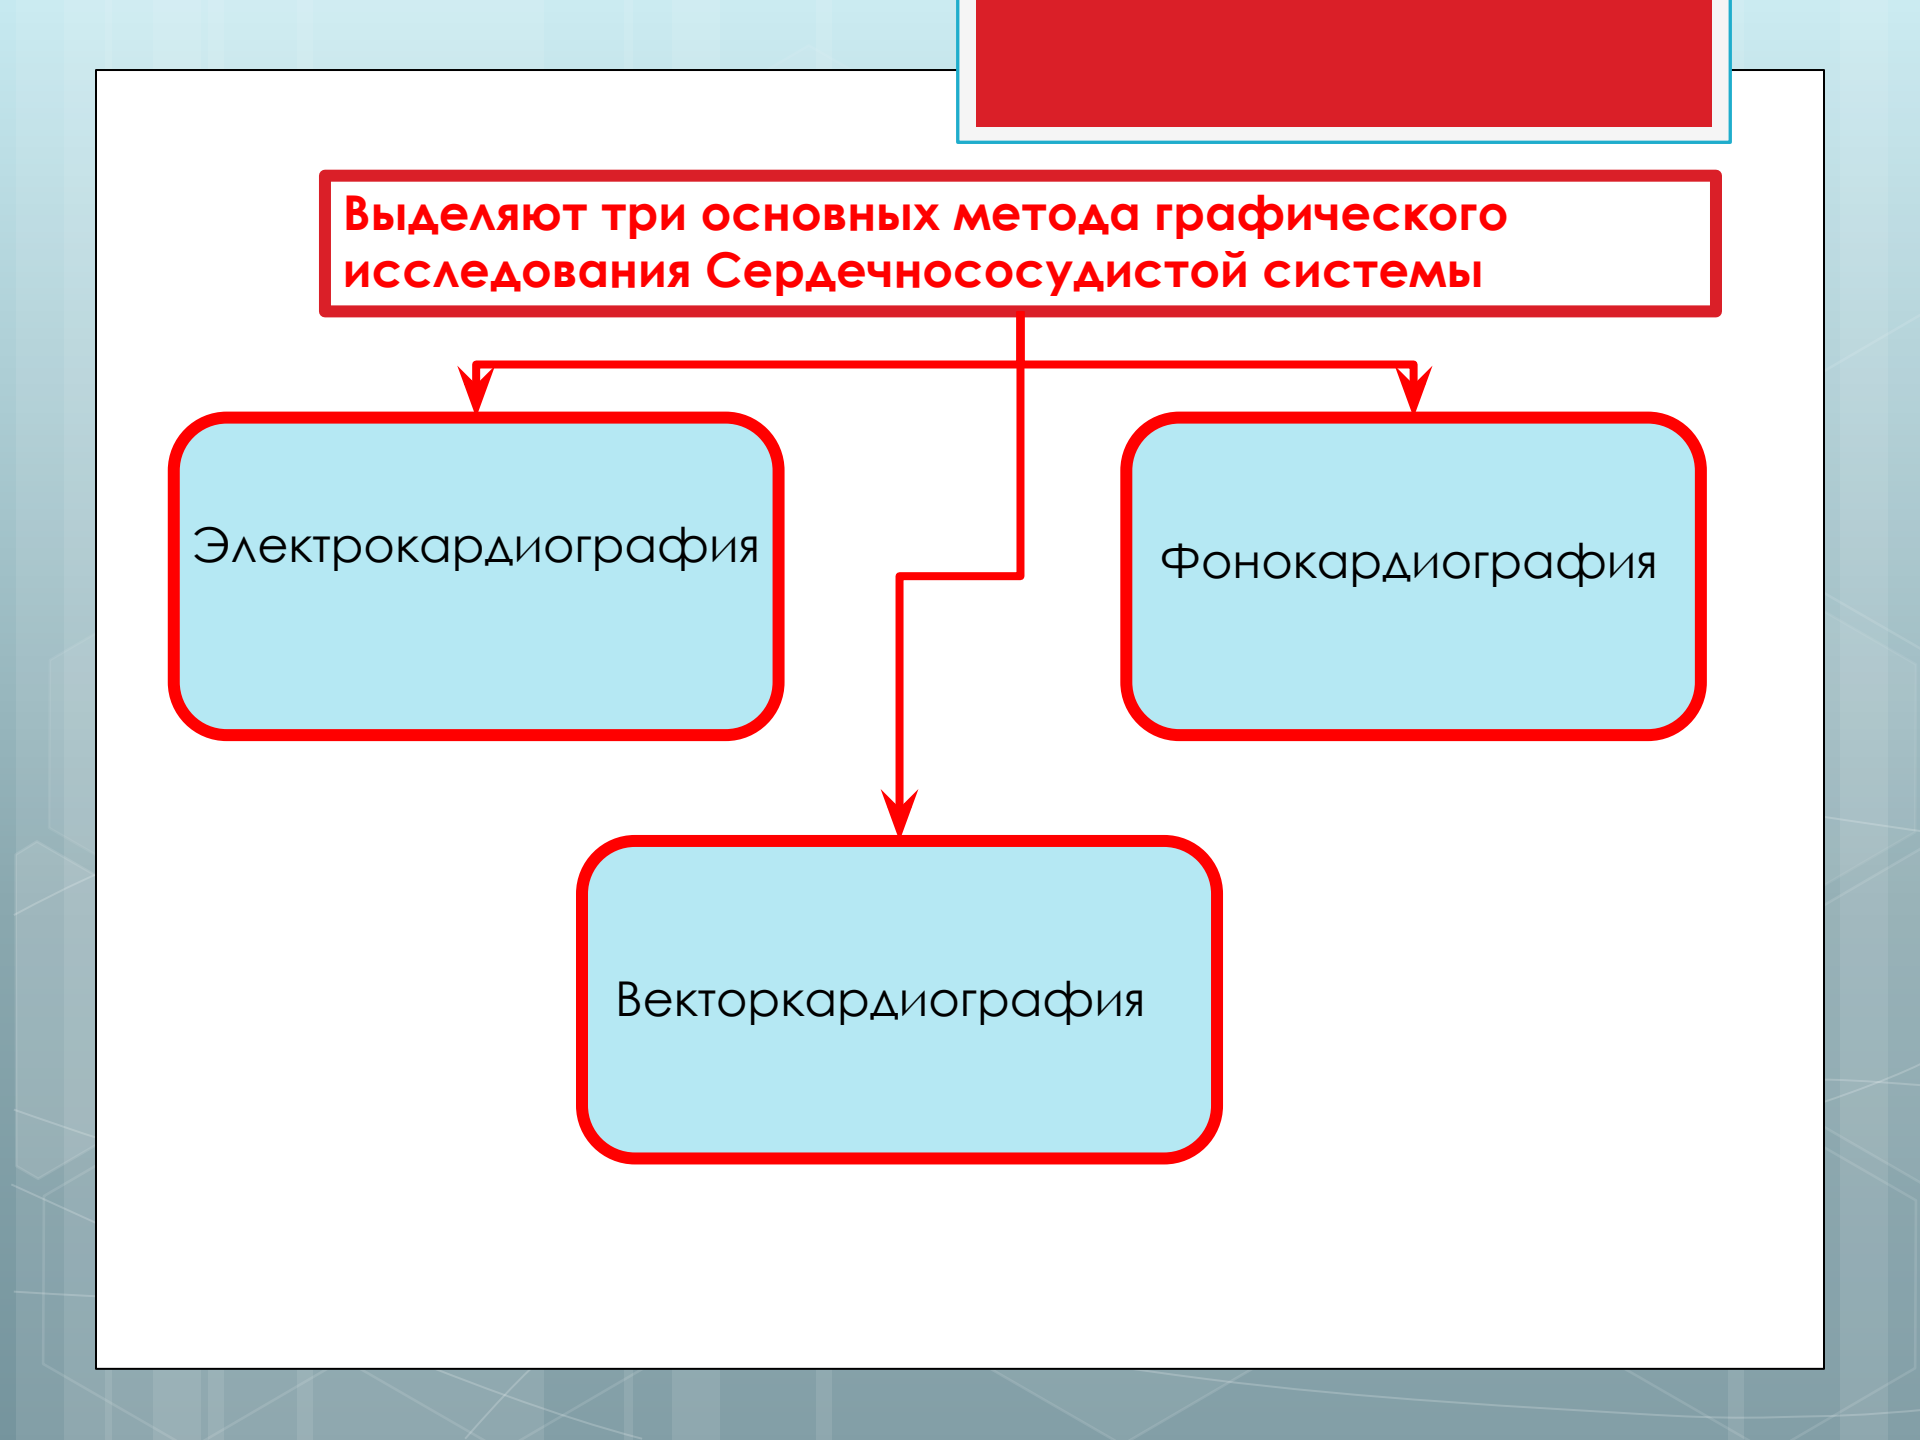 Выделяют три основных метода графического
исследования Сердечнососудистой системы
Электрокардиография
Фонокардиография
Векторкардиография